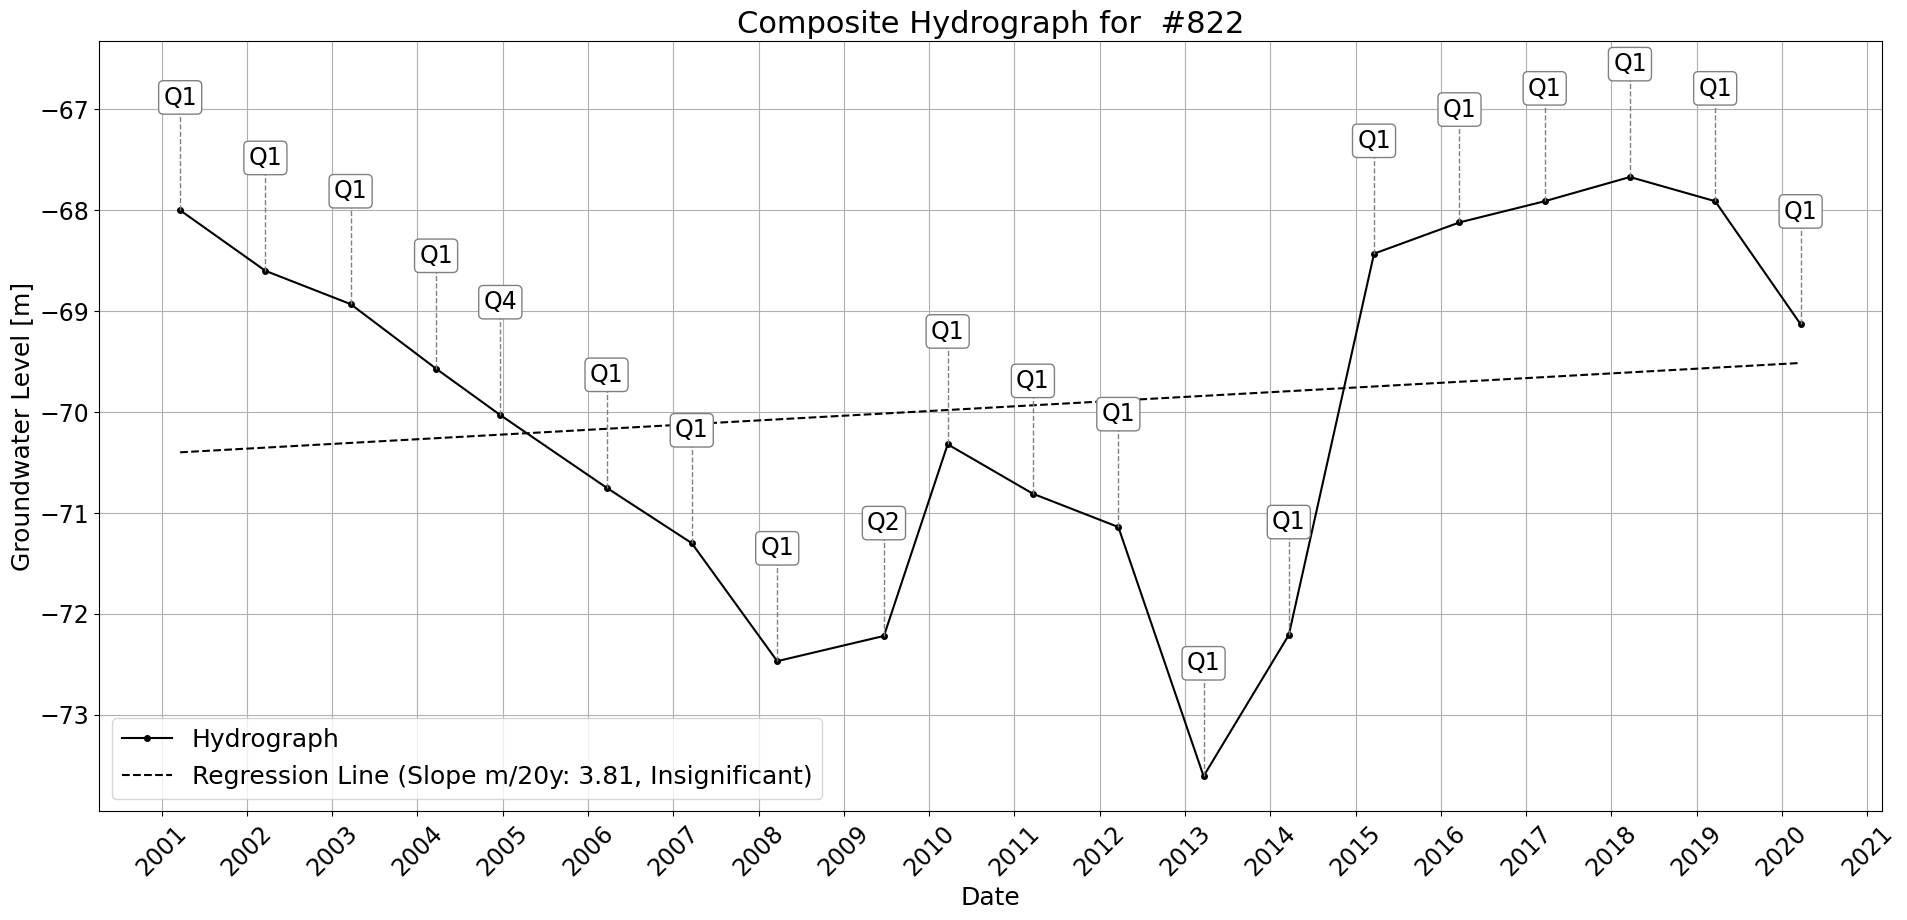 Composite Hydrograph for  #822
Groundwater Level [m]
−67
−68
−69
−70
−71
−72
−73
Q1
Q1
Q1
Q1
Q4
Q1
Q1
Q1
Q2
Q1
Q1
Q1
Q1
Q1
Q1
Q1
Q1
Q1
Q1
Q1
Hydrograph
Regression Line (Slope m/20y: 3.81, Insignificant)
2001
2002
2003
2004
2005
2006
2007
2008
2009
2010
2011
2012
2013
2014
2015
2016
2017
2018
2019
2020
2021
Date